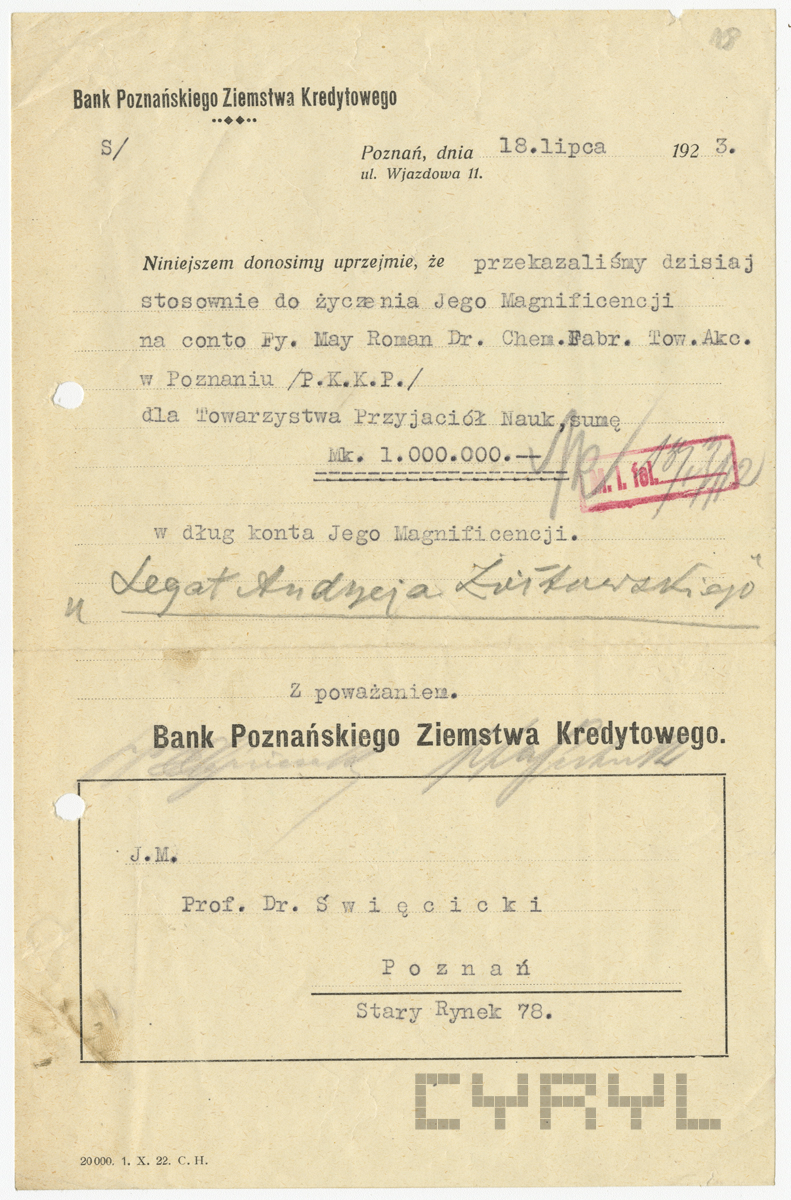 18
Bank Poznańskiego Ziemstwa Kredytowego
S/
Poznań, dnia 18.lipca 1923.
ul. Wjazdowa 11.
Niniejszem donosimy uprzejmie, że przekazaliśmy dzisiaj
stosownie do życzenia Jego Magnificencji
na conto Fy. May Roman Dr. Chem.Fabr. Tow.Akc.
w Poznaniu /P.K.K.P./
dla Towarzystwa Przyjaciół Nauk,sumę
Mk. 1.000.000.—
fol.
w dług konta Jego Magnificencji.
„Legat Andrzeja Żółtowskiego"
Z poważaniem.
Bank Poznańskiego Ziemstwa Kredytowego.
J.M.
Prof. Dr. Święcicki
Poznań
Stary Rynek 78.
CYRYL
20000. 1. X. 22. C. H.